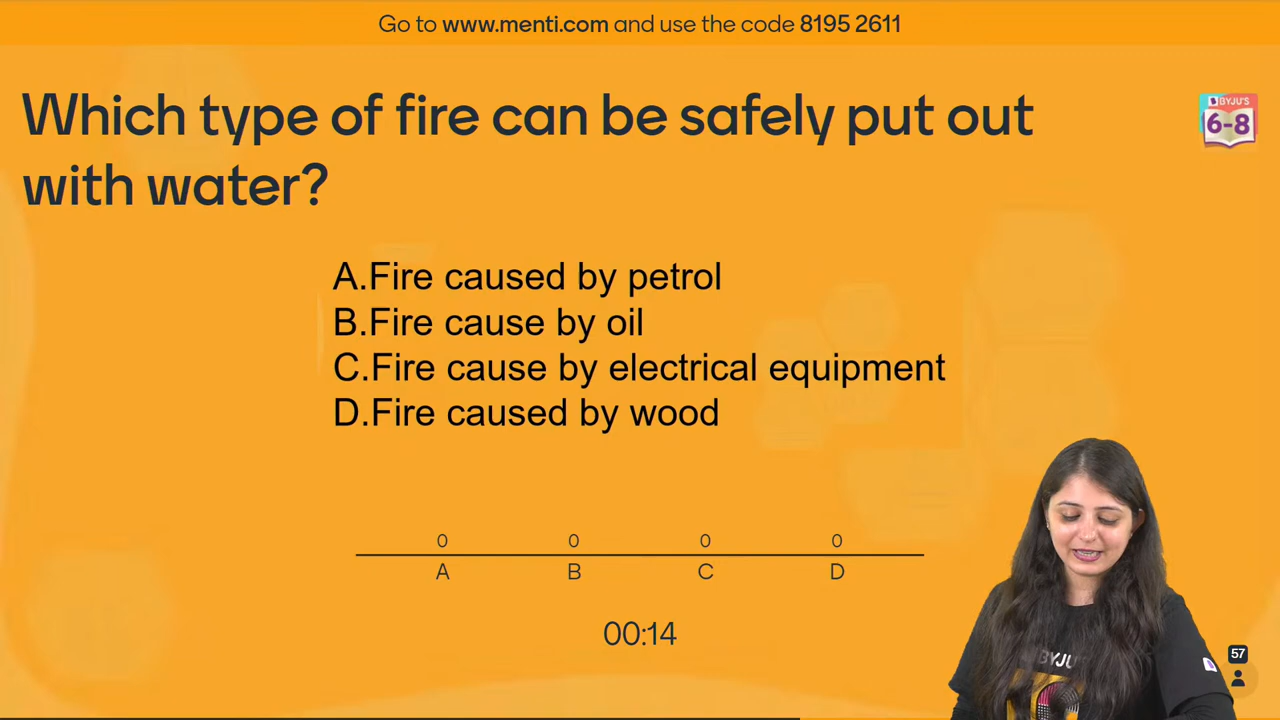 Go to www.menti.com and use the code 8195 2611
Which type of fire can be safely put out
with water?
BYJU'S
6-8
A.Fire caused by petrol
B.Fire cause by oil
C.Fire cause by electrical equipment
D.Fire caused by wood
0 0 0 0
A B C D
00:14
BYJU'S
57